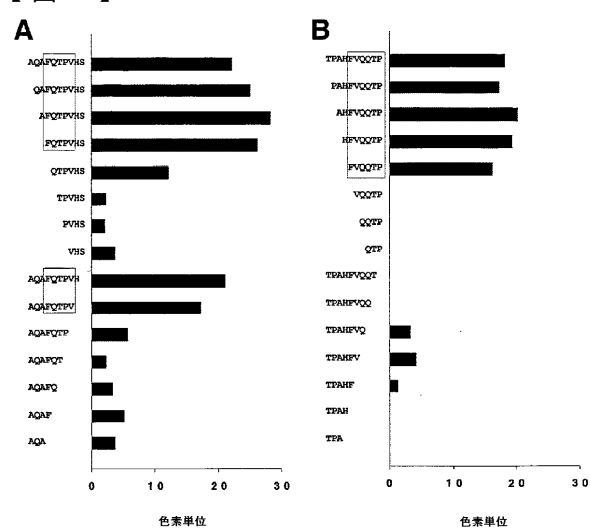 A
AQAFQTPVHS
QAFQTPVHS
AFQTPVHS
FQTPVHS
QTPVHS
TPVHS
PVHS
VHS
AQAFQTPVH
AQAFQTPV
AQAFQTP
AQAFQT
AQAFQ
AQAF
AQA
0 10 20 30
色素単位
B
TPAHFVQQTP
PAHFVQQTP
AHFVQQTP
HFVQQTP
FVQQTP
VQQTP
QQTP
QTP
TPAHFVQQT
TPAHFVQQ
TPAHFVQ
TPAHFV
TPAHF
TPAH
TPA
0 10 20 30
色素単位